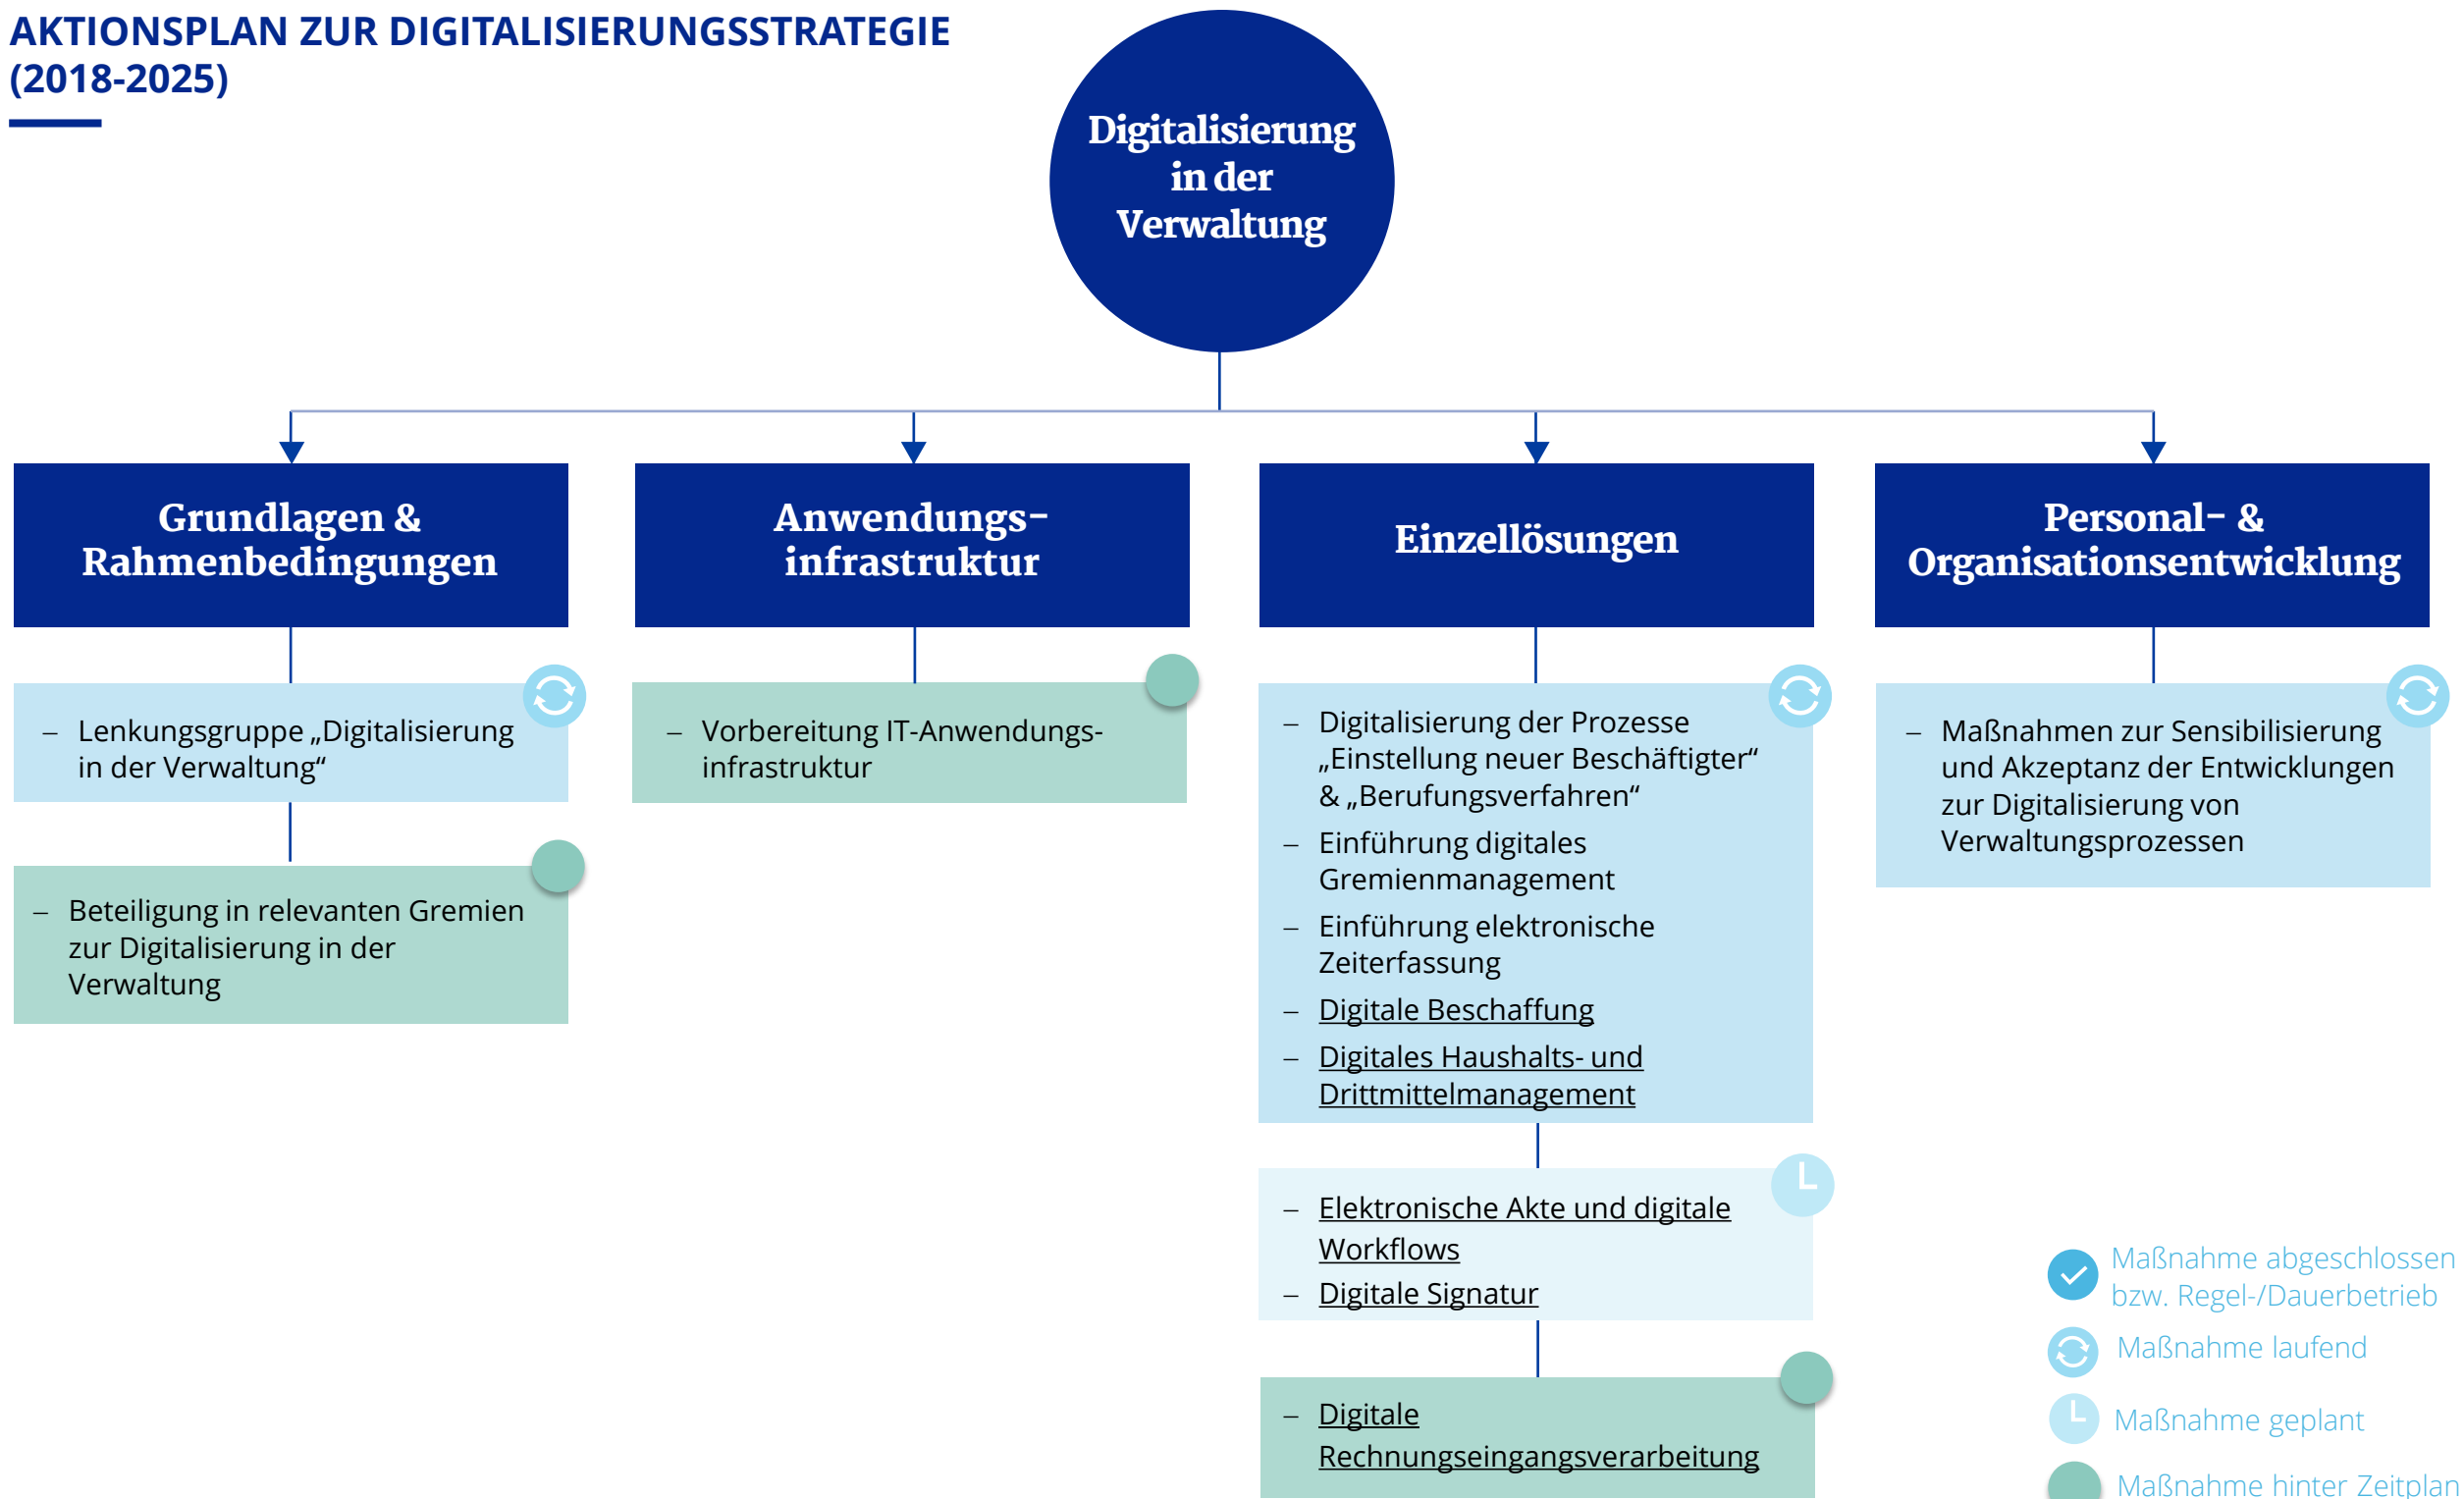 AKTIONSPLAN ZUR DIGITALISIERUNGSSTRATEGIE
(2018-2025)
Digitalisierung
in der
Verwaltung
Grundlagen &
Rahmenbedingungen
– Lenkungsgruppe „Digitalisierung
in der Verwaltung“
– Beteiligung in relevanten Gremien
zur Digitalisierung in der
Verwaltung
Anwendungs-
infrastruktur
– Vorbereitung IT-Anwendungs-
infrastruktur
Einzellösungen
– Digitalisierung der Prozesse
„Einstellung neuer Beschäftigter“
& „Berufungsverfahren“
– Einführung digitales
Gremienmanagement
– Einführung elektronische
Zeiterfassung
– Digitale Beschaffung
– Digitales Haushalts- und
Drittmittelmanagement
– Elektronische Akte und digitale
Workflows
– Digitale Signatur
– Digitale
Rechnungseingangsverarbeitung
Personal- &
Organisationsentwicklung
– Maßnahmen zur Sensibilisierung
und Akzeptanz der Entwicklungen
zur Digitalisierung von
Verwaltungsprozessen
Maßnahme abgeschlossen
bzw. Regel-/Dauerbetrieb
Maßnahme laufend
Maßnahme geplant
Maßnahme hinter Zeitplan